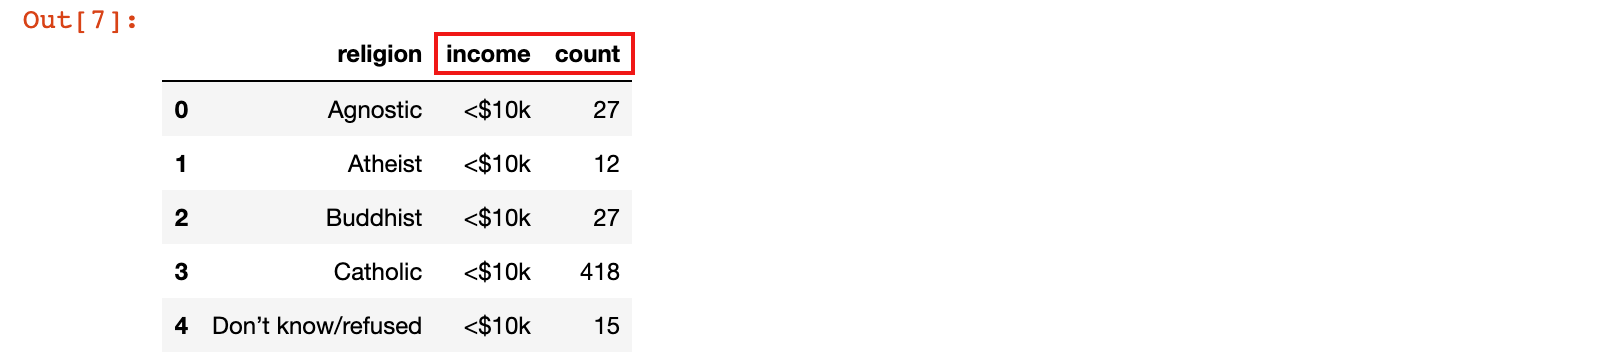 Out[7]:
religion income count
0 Agnostic <$10k 27
1 Atheist <$10k 12
2 Buddhist <$10k 27
3 Catholic <$10k 418
4 Don’t know/refused <$10k 15